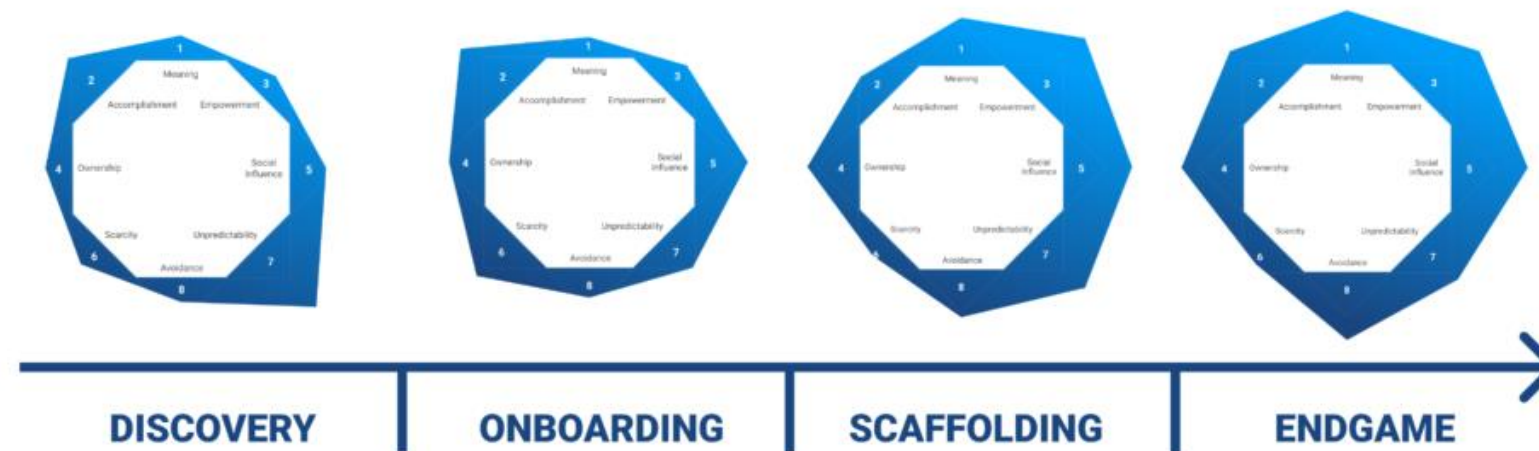 1
2
3
Meaning
Accomplishment
Empowerment
4
Ownership
Social
Influence
5
Scarcity
Unpredictability
6
Avoidance
7
8
1
2
3
Meaning
Accomplishment
Empowerment
4
Ownership
Social
Influence
5
Scarcity
Unpredictability
6
Avoidance
7
8
1
2
3
Meaning
Accomplishment
Empowerment
4
Ownership
Social
Influence
5
Scarcity
Unpredictability
6
Avoidance
7
8
1
2
3
Meaning
Accomplishment
Empowerment
4
Ownership
Social
Influence
5
Scarcity
Unpredictability
6
Avoidance
7
8
DISCOVERY
ONBOARDING
SCAFFOLDING
ENDGAME